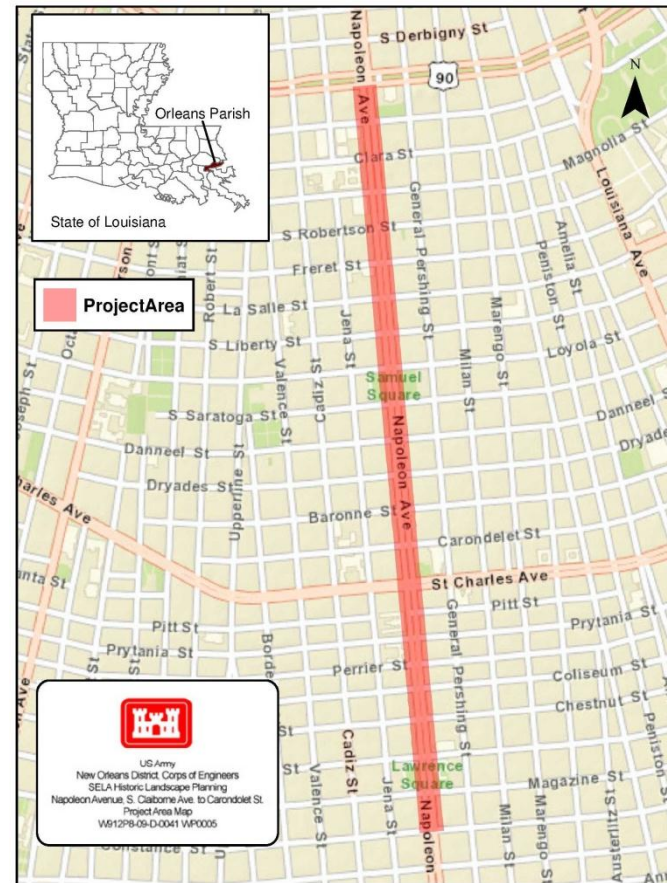 Napoleon
S Derbigny St
90
N
Napoleon Ave
Orleans Parish
State of Louisiana
Clara St
Magnolia St
Louisiana Ave
General Pershing St
S Robertson St
Freret St
Amelia St
Peniston St
Robert St
ProjectArea
La Salle St
Jena St
Marengo St
S Liberty St
Milan St
Loyola St
Valence St
Cadiz St
Samuel
Square
S Saratoga St
Napoleon Ave
Danneel St
Danneel St
Dryades St
Upperline St
Baronne St
Carondelet St
St Charles Ave
Pitt St
Pitt St
General Pershing St
Prytania St
Prytania St
Perrier St
Coliseum St
Chestnut St
Cadiz St
Lawrence
Square
Magazine St
Valence St
Jena St
Napoleon
Milan St
Marengo St
Constance St
US Army
New Orleans District, Corps of Engineers
SELA Historic Landscape Planning
Napoleon Avenue, S. Claiborne Ave. to Carondolet St.
Project Area Map
W912P8-09-D-0041 WP0005